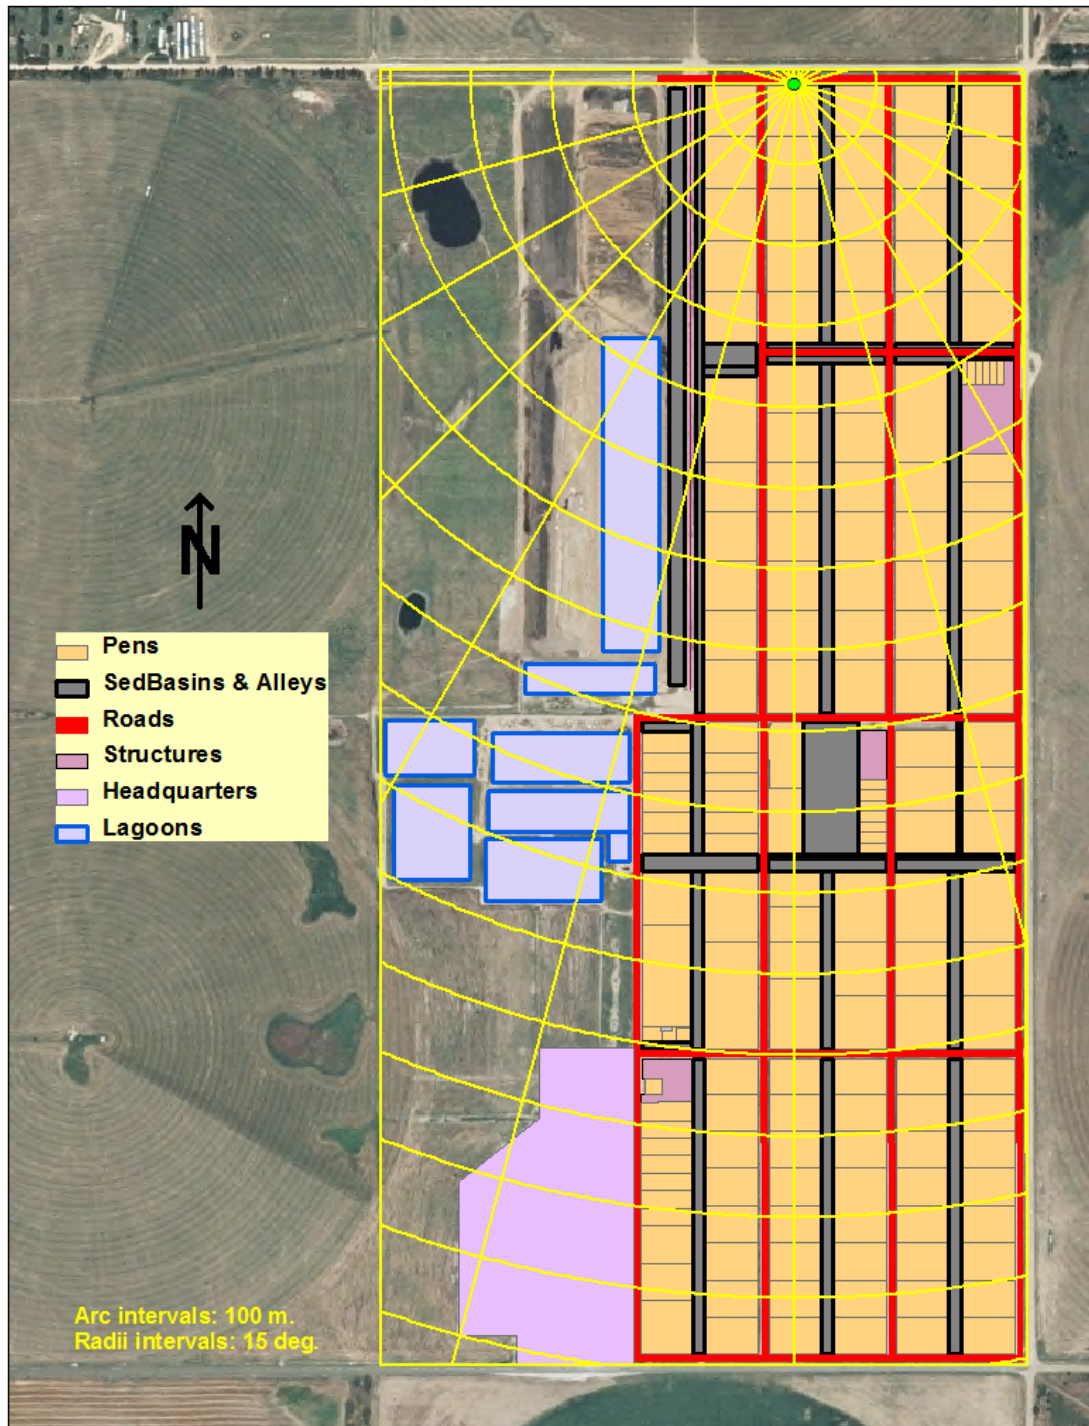 N
Pens
SedBasins & Alleys
Roads
Structures
Headquarters
Lagoons
Arc intervals: 100 m.
Radii intervals: 15 deg.